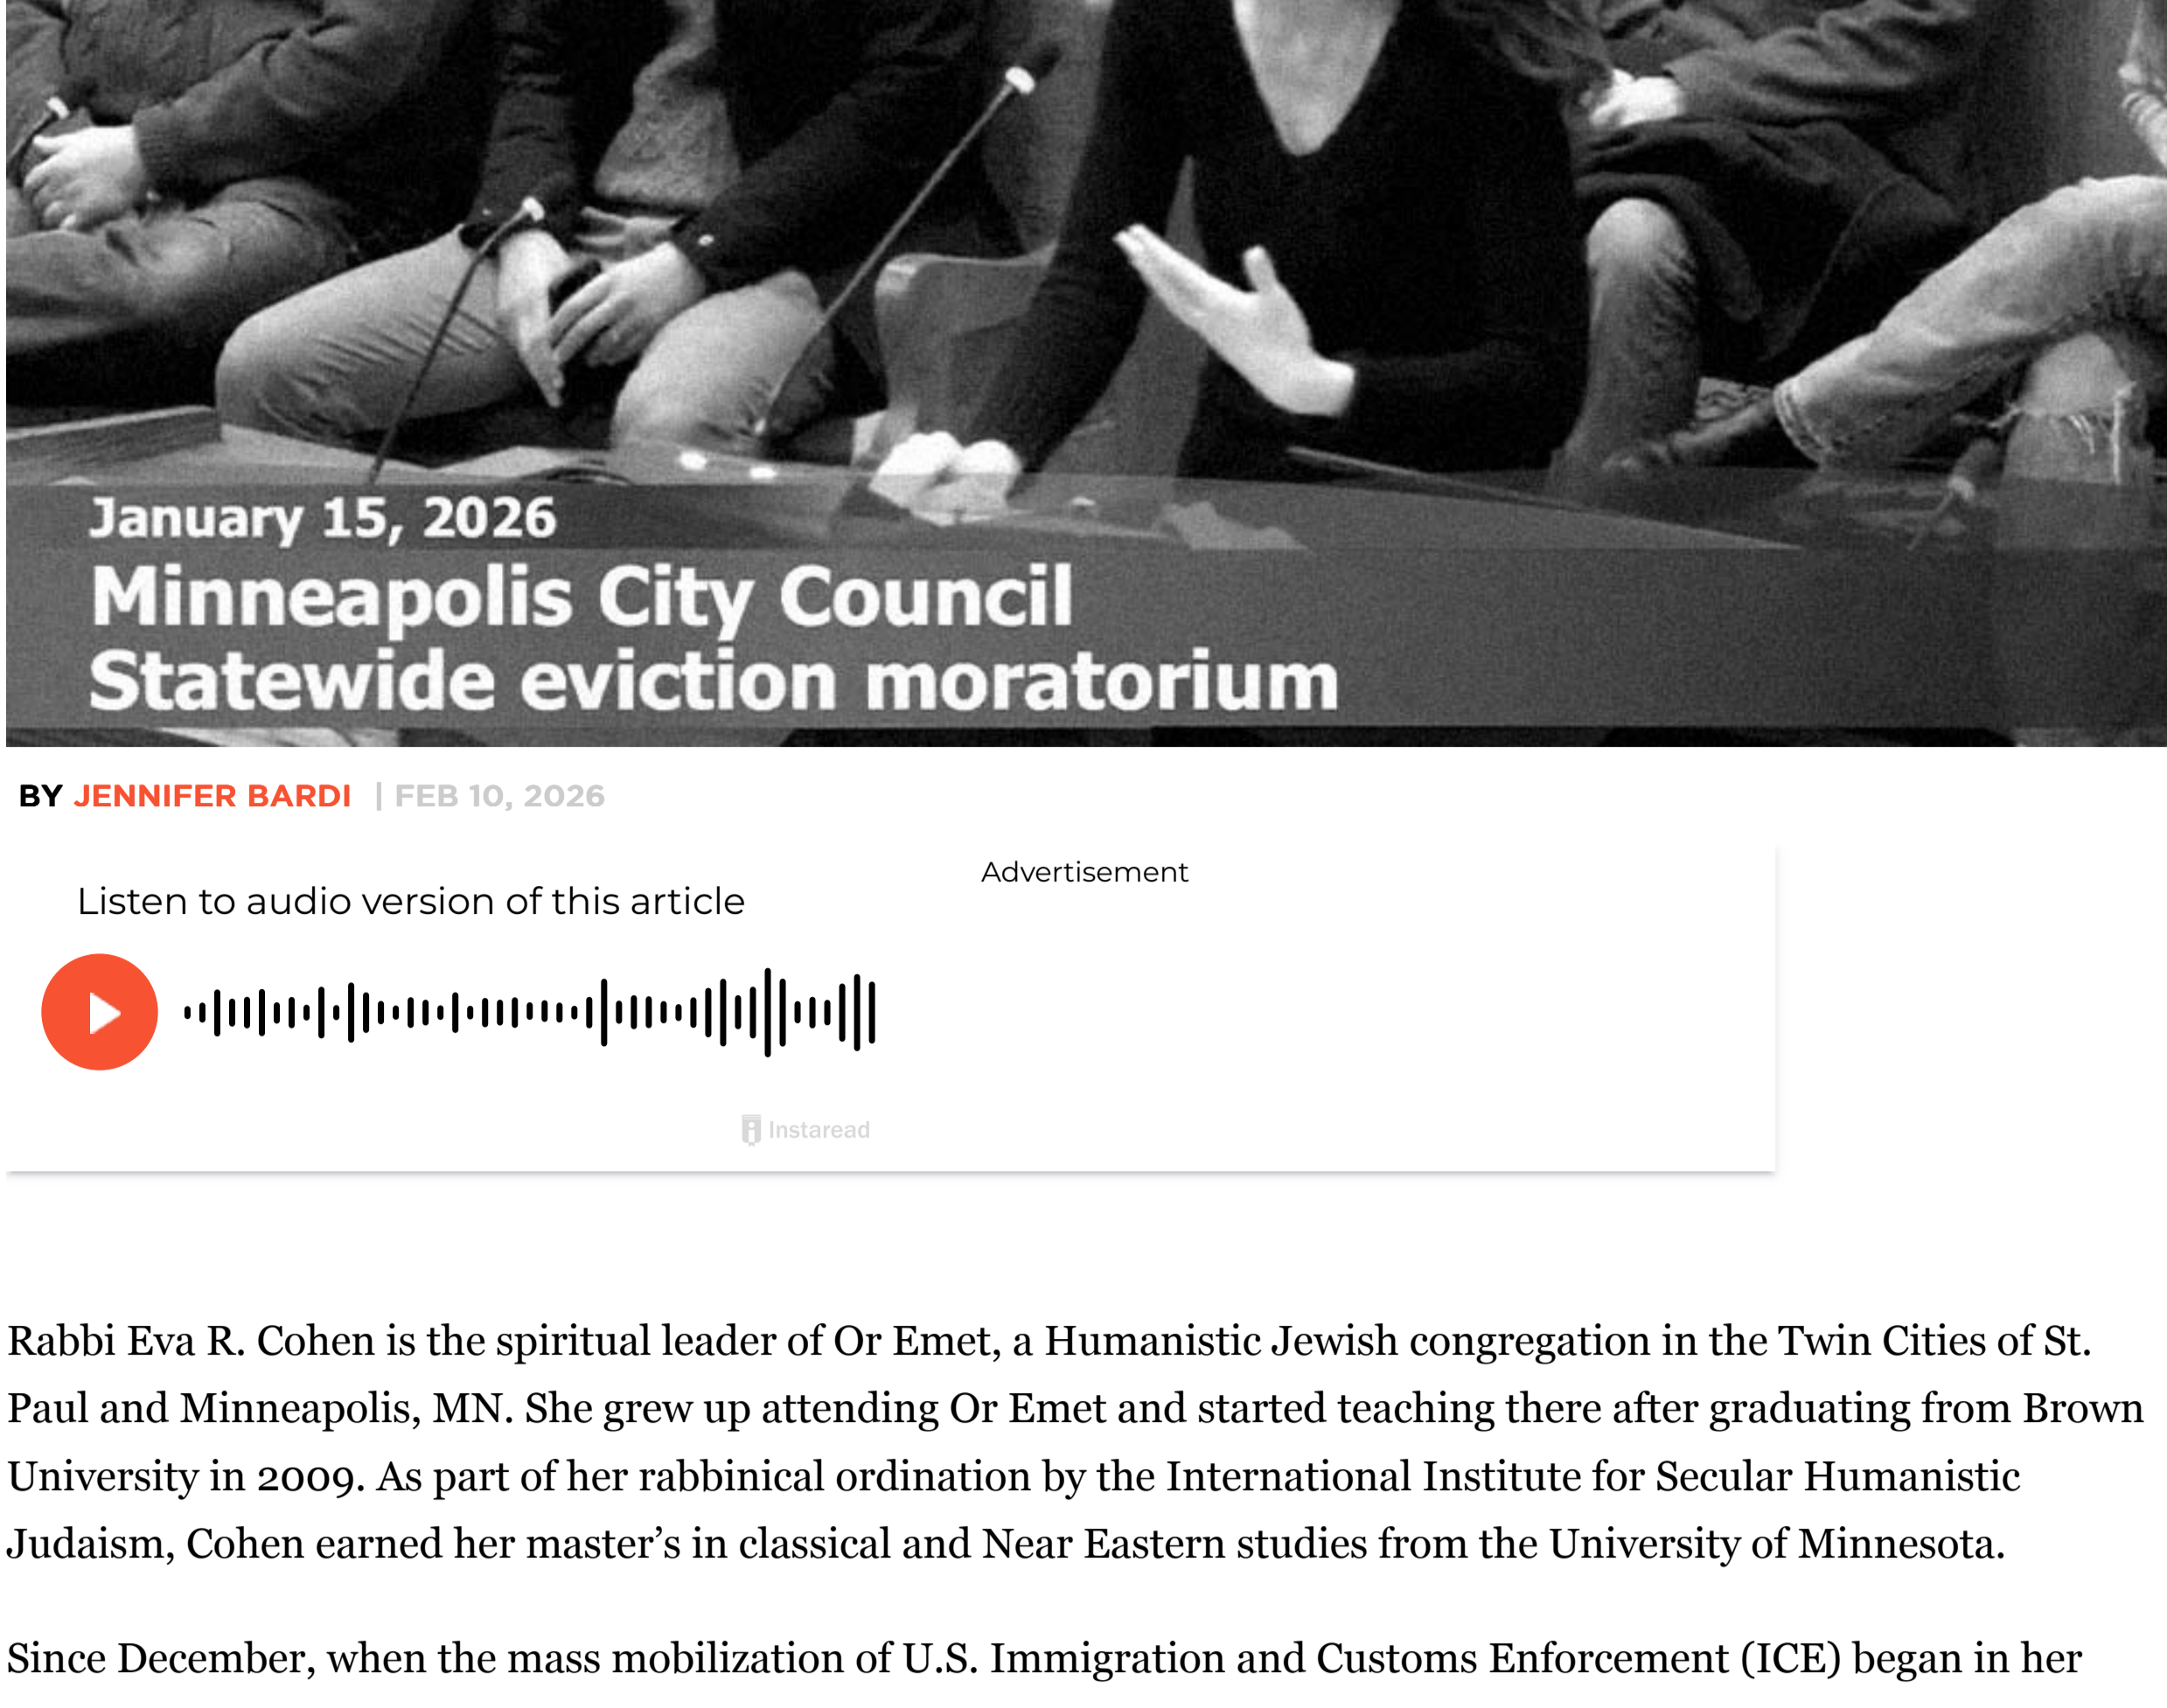 January 15, 2026
Minneapolis City Council
Statewide eviction moratorium
BY JENNIFER BARDI | FEB 10, 2026
Advertisement
Listen to audio version of this article
Instaread
Rabbi Eva R. Cohen is the spiritual leader of Or Emet, a Humanistic Jewish congregation in the Twin Cities of St.
Paul and Minneapolis, MN. She grew up attending Or Emet and started teaching there after graduating from Brown
University in 2009. As part of her rabbinical ordination by the International Institute for Secular Humanistic
Judaism, Cohen earned her master’s in classical and Near Eastern studies from the University of Minnesota.
Since December, when the mass mobilization of U.S. Immigration and Customs Enforcement (ICE) began in her